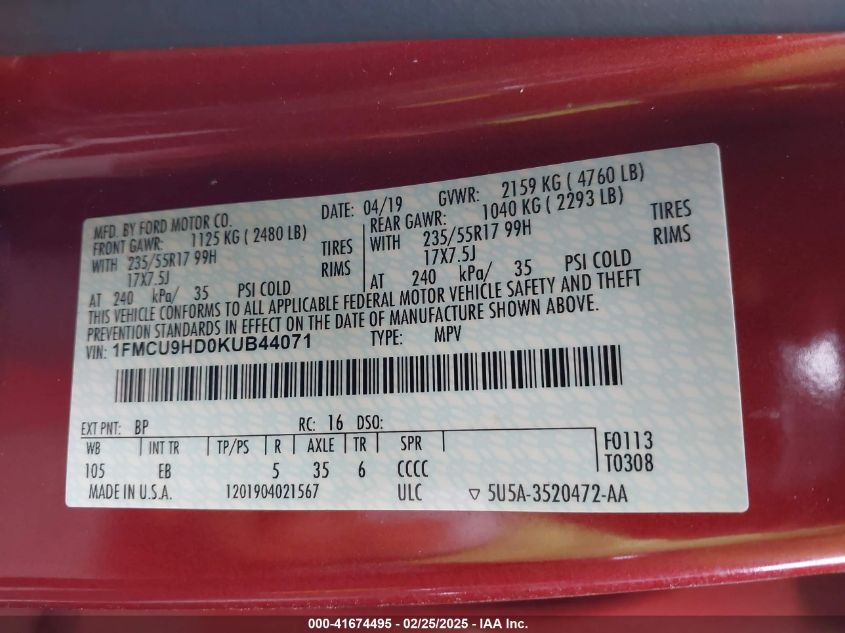 MFD. BY FORD MOTOR CO.
DATE: 04/19 GVWR: 2159 KG ( 4760 LB)
FRONT GAWR: 1125 KG ( 2480 LB) REAR GAWR: 1040 KG ( 2293 LB)
WITH 235/55R17 99H TIRES WITH 235/55R17 99H TIRES
17X7.5J RIMS 17X7.5J RIMS
AT 240 kPa/ 35 PSI COLD AT 240 kPa/ 35 PSI COLD
THIS VEHICLE CONFORMS TO ALL APPLICABLE FEDERAL MOTOR VEHICLE SAFETY AND THEFT
PREVENTION STANDARDS IN EFFECT ON THE DATE OF MANUFACTURE SHOWN ABOVE.
VIN: 1FMCU9HD0KUB44071 TYPE: MPV
EXT PNT: BP RC: 16 DSO:
WB INT TR TP/PS R AXLE TR SPR F0113
105 EB 5 35 6 CCCC T0308
MADE IN U.S.A. 1201904021567 ULC ▽ 5U5A-3520472-AA
000-41674495 - 02/25/2025 - IAA Inc.